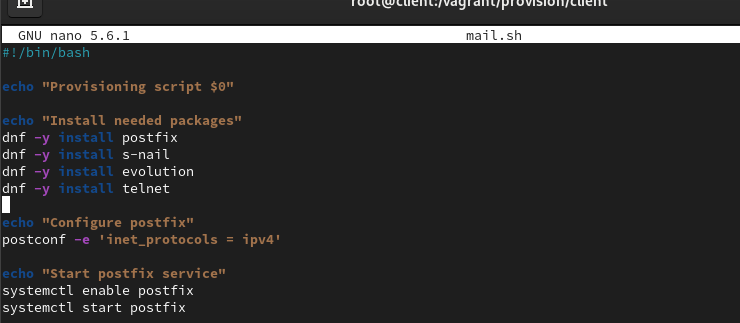 root@client:/vagrant/provision/client
GNU nano 5.6.1 mail.sh
#!/bin/bash
echo "Provisioning script $0"
echo "Install needed packages"
dnf -y install postfix
dnf -y install s-nail
dnf -y install evolution
dnf -y install telnet
echo "Configure postfix"
postconf -e 'inet_protocols = ipv4'
echo "Start postfix service"
systemctl enable postfix
systemctl start postfix